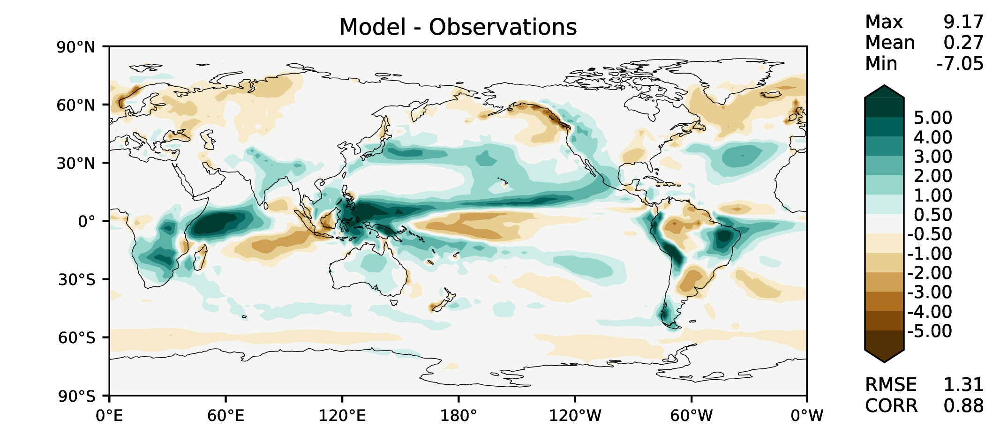 Model - Observations
Max 9.17
Mean 0.27
Min -7.05
90°N
60°N
30°N
0°
30°S
60°S
90°S
0°E 60°E 120°E 180° 120°W 60°W 0°W
5.00
4.00
3.00
2.00
1.00
0.50
-0.50
-1.00
-2.00
-3.00
-4.00
-5.00
RMSE 1.31
CORR 0.88